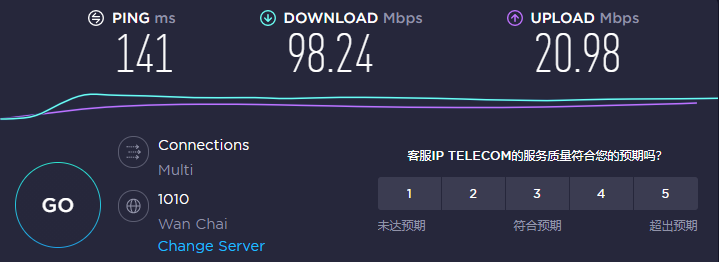 PING ms
141
DOWNLOAD Mbps
98.24
UPLOAD Mbps
20.98
GO
Connections
Multi
1010
Wan Chai
Change Server
客服IP TELECOM的服务质量符合您的预期吗?
1 2 3 4 5
未达预期 符合预期 超出预期